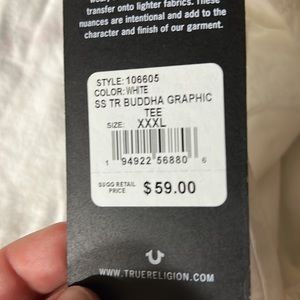 transfer onto lighter fabrics. These
nuances are intentional and add to the
character and finish of our garment.
STYLE: 106605
COLOR: WHITE
SS TR BUDDHA GRAPHIC
TEE
SIZE: XXXL
1 94922 56880 6
SUGG RETAIL
PRICE $59.00
WWW.TRUERELIGION.COM